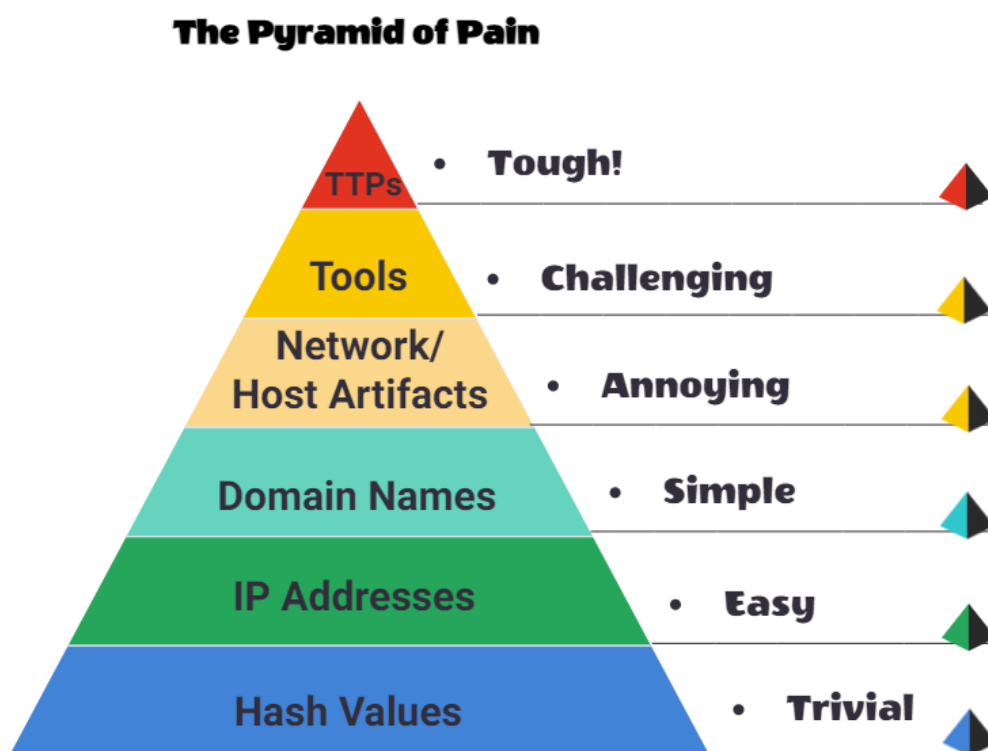 The Pyramid of Pain
TTPs
• Tough!
Tools
• Challenging
Network/
Host Artifacts
• Annoying
Domain Names
• Simple
IP Addresses
• Easy
Hash Values
• Trivial